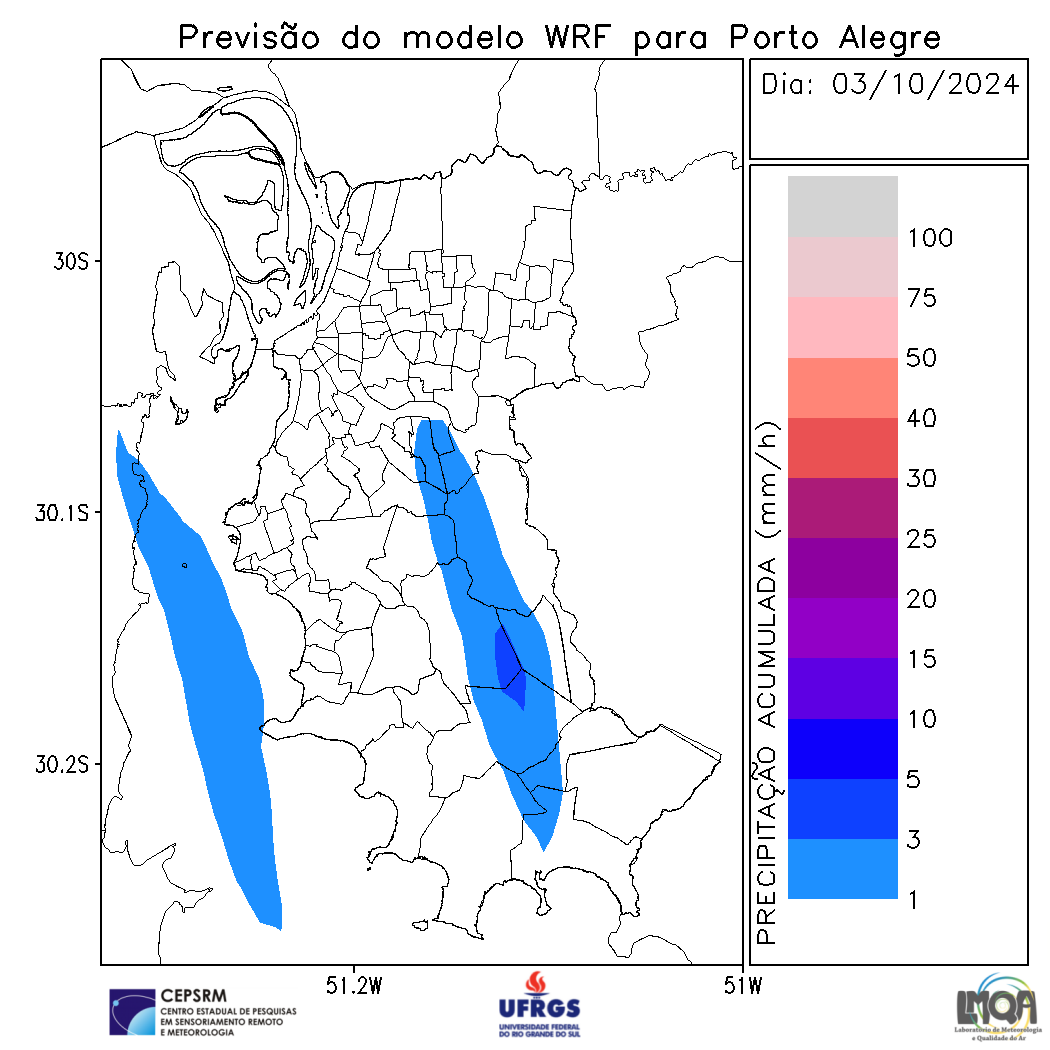 Previsão do modelo WRF para Porto Alegre
Dia: 03/10/2024
30S
30.1S
30.2S
51.2W
51W
PRECIPITAÇÃO ACUMULADA (mm/h)
100
75
50
40
30
25
20
15
10
5
3
1
CEPSRM
CENTRO ESTADUAL DE PESQUISAS
EM SENSORIAMENTO REMOTO
E METEOROLOGIA
UFRGS
UNIVERSIDADE FEDERAL
DO RIO GRANDE DO SUL
LMQA
Laboratório de Meteorologia
e Qualidade do Ar